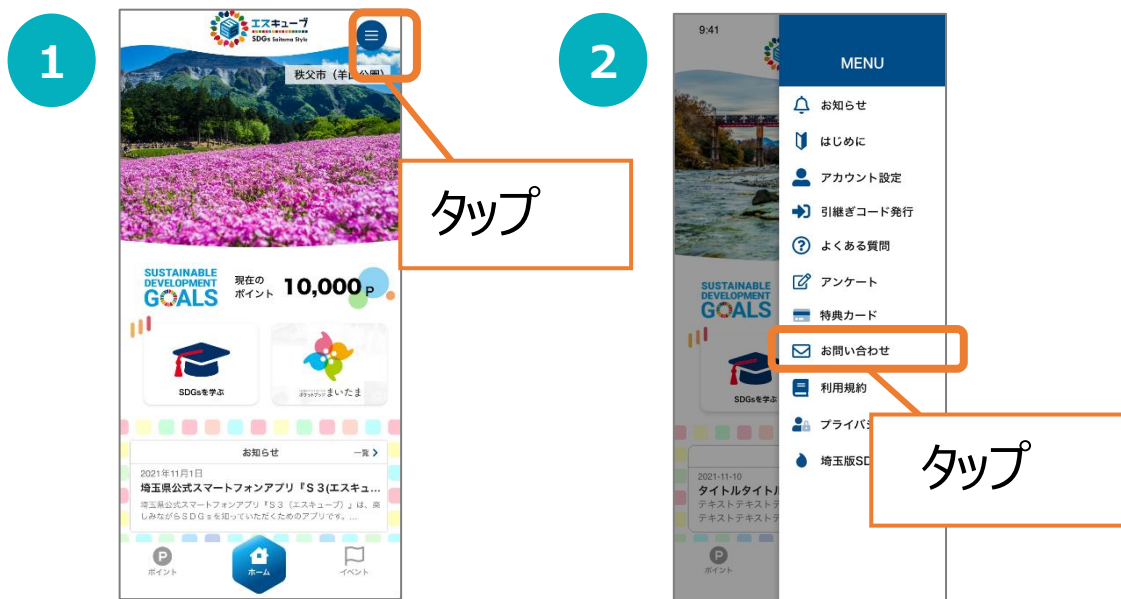 1
エスキューブ
SDGs Saitama Style
秩父市（羊
公園）
タップ
SUSTAINABLE
DEVELOPMENT
GOALS
現在の
ポイント
10,000 P
SDGsを学ぶ
まいたま
お知らせ
一覧
2021年11月1日
埼玉県公式スマートフォンアプリ『S３(エスキュ...
埼玉県公式スマートフォンアプリ『S３（エスキューブ）』は、楽
しみながらＳＤＧｓを知っていただくためのアプリです。...
P
ポイント
ホーム
イベント
2
9:41
MENU
お知らせ
はじめに
アカウント設定
引継ぎコード発行
よくある質問
アンケート
特典カード
お問い合わせ
利用規約
プライバ
埼玉版SD
タップ
SUSTAINABLE
DEVELOPMENT
GOALS
SDGsを学ぶ
2021-11-10
タイトルタイトル
テキストテキストテ
テキストテキストテ
P
ポイント